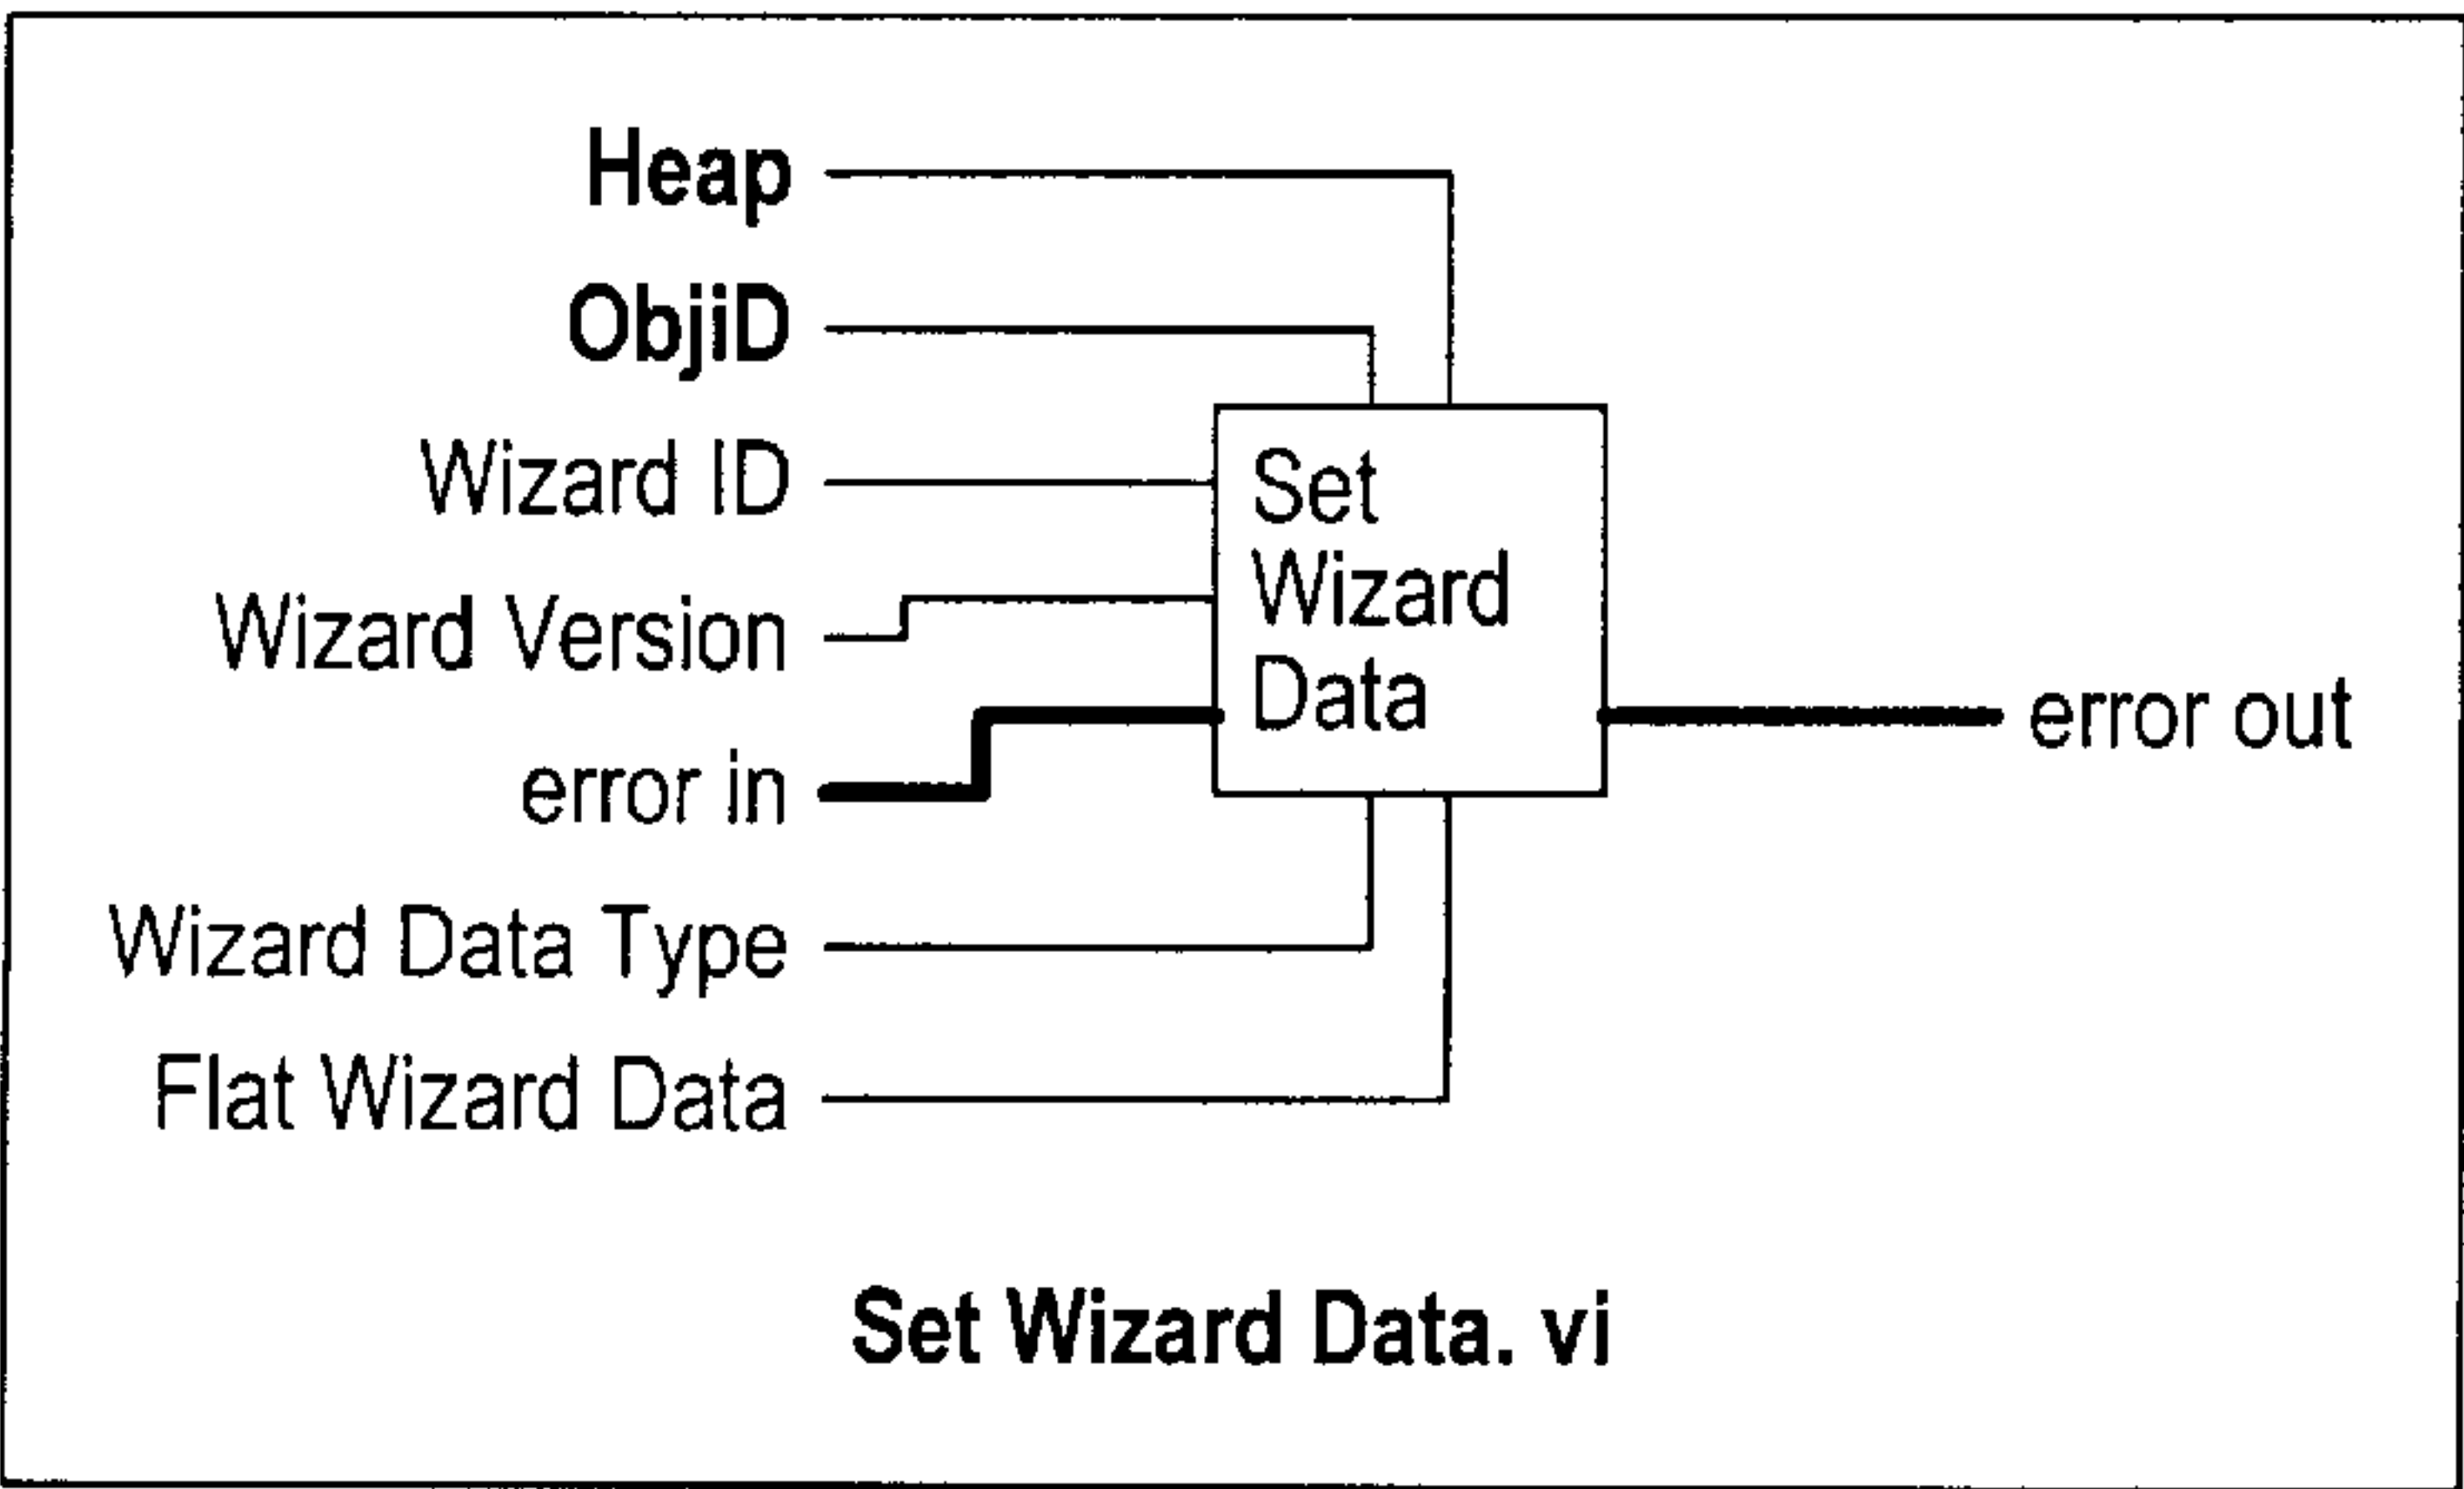 Heap
ObjiD
Wizard ID
Wizard Version
error in
Wizard Data Type
Flat Wizard Data
Set
Wizard
Data
error out
Set Wizard Data. vi